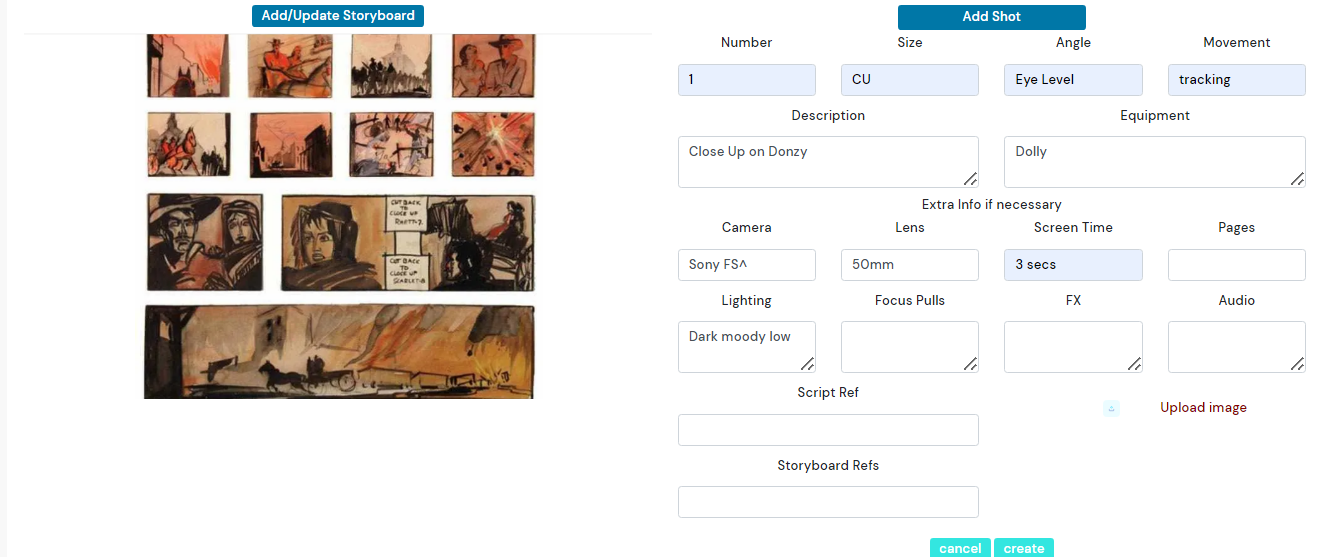 Add/Update Storyboard
CUT BACK
TO
CLOSE UP
CUT BACK
TO
CLOSE UP
Add Shot
Number Size Angle Movement
1 CU Eye Level tracking
Description Equipment
Close Up on Donzy Dolly
Extra Info if necessary
Camera Lens Screen Time Pages
Sony FS^ 50mm 3 secs
Lighting Focus Pulls FX Audio
Dark moody low
Script Ref
Upload image
Storyboard Refs
cancel create